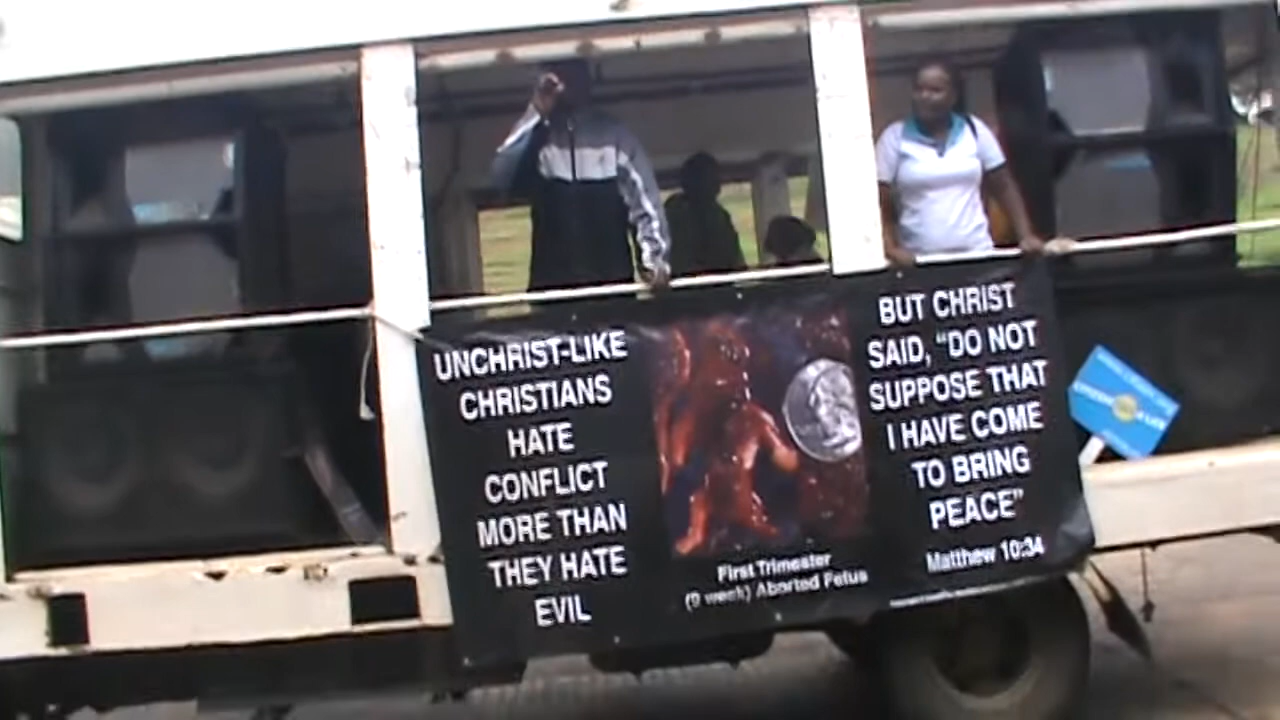 UNCHRIST-LIKE
CHRISTIANS
HATE
CONFLICT
MORE THAN
THEY HATE
EVIL
First Trimester
(9 week) Aborted Fetus
BUT CHRIST
SAID, “DO NOT
SUPPOSE THAT
I HAVE COME
TO BRING
PEACE”
Matthew 10:34